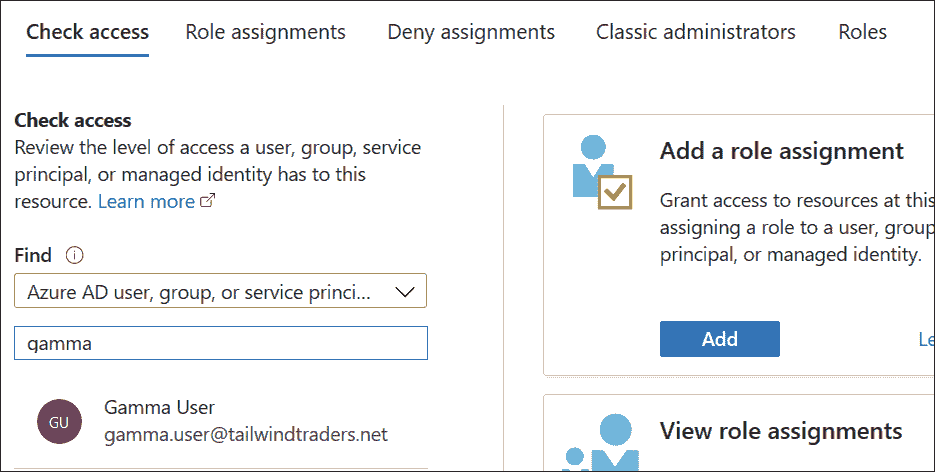 Check access Role assignments Deny assignments Classic administrators Roles
Check access
Review the level of access a user, group, service
principal, or managed identity has to this
resource. Learn more
Find
Azure AD user, group, or service princi...
gamma
GU
Gamma User
gamma.user@tailwindtraders.net
Add a role assignment
Grant access to resources at this
assigning a role to a user, group
principal, or managed identity.
Add
View role assignments